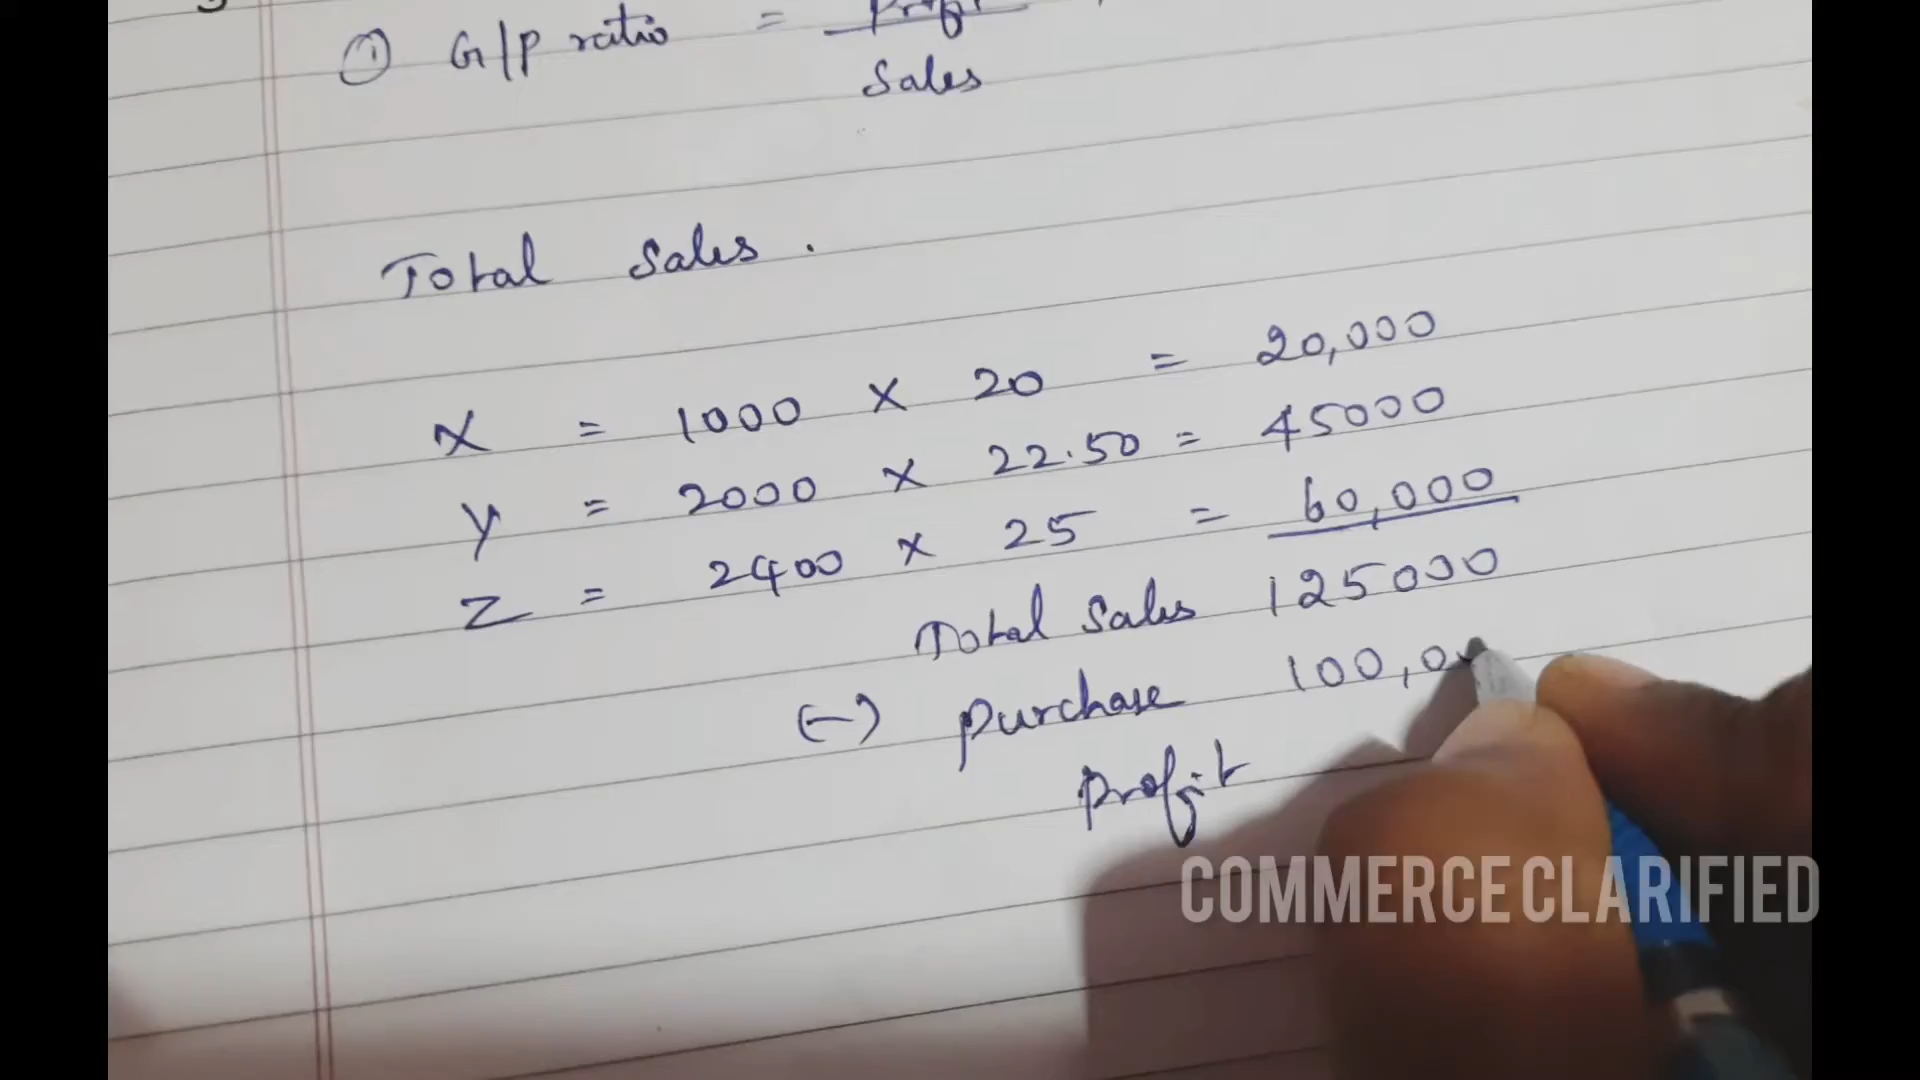 ① G/P ratio = Profit
Sales
Total Sales .
X = 1000 × 20 = 20,000
Y = 2000 × 22.50 = 45000
Z = 2400 × 25 = 60,000
Total Sales 125000
(-) Purchase 100,0
Profit
COMMERCE CLARIFIED